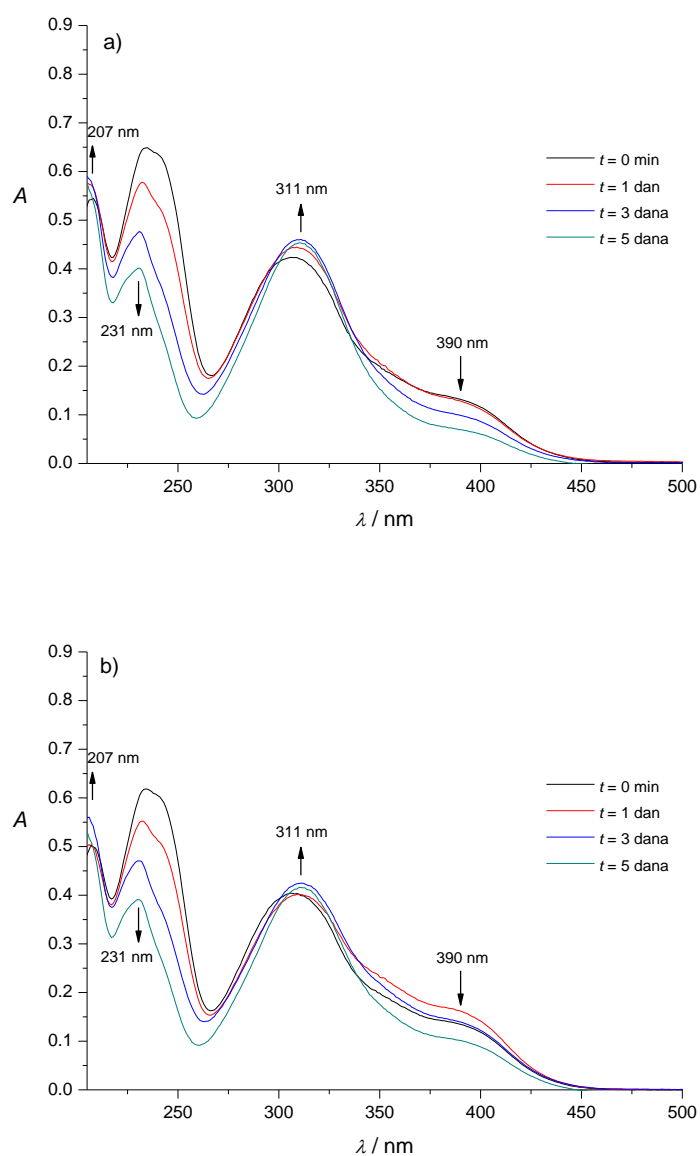 a)
0.9
0.8
0.7
0.6
0.5
0.4
0.3
0.2
0.1
0.0
A
207 nm
231 nm
311 nm
390 nm
t = 0 min
t = 1 dan
t = 3 dana
t = 5 dana
250
300
350
400
450
500
λ / nm
b)
0.9
0.8
0.7
0.6
0.5
0.4
0.3
0.2
0.1
0.0
A
207 nm
231 nm
311 nm
390 nm
t = 0 min
t = 1 dan
t = 3 dana
t = 5 dana
250
300
350
400
450
500
λ / nm